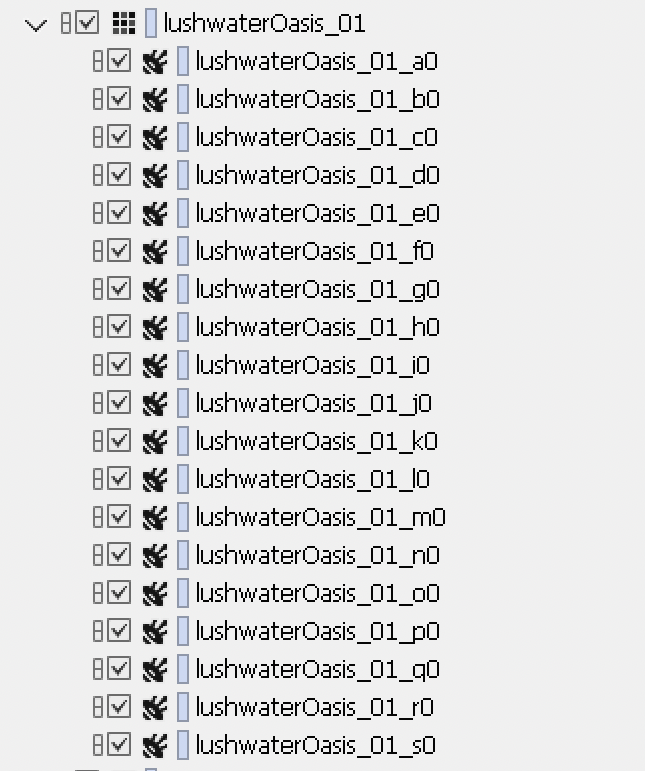 lushwaterOasis_01
lushwaterOasis_01_a0
lushwaterOasis_01_b0
lushwaterOasis_01_c0
lushwaterOasis_01_d0
lushwaterOasis_01_e0
lushwaterOasis_01_f0
lushwaterOasis_01_g0
lushwaterOasis_01_h0
lushwaterOasis_01_i0
lushwaterOasis_01_j0
lushwaterOasis_01_k0
lushwaterOasis_01_l0
lushwaterOasis_01_m0
lushwaterOasis_01_n0
lushwaterOasis_01_o0
lushwaterOasis_01_p0
lushwaterOasis_01_q0
lushwaterOasis_01_r0
lushwaterOasis_01_s0